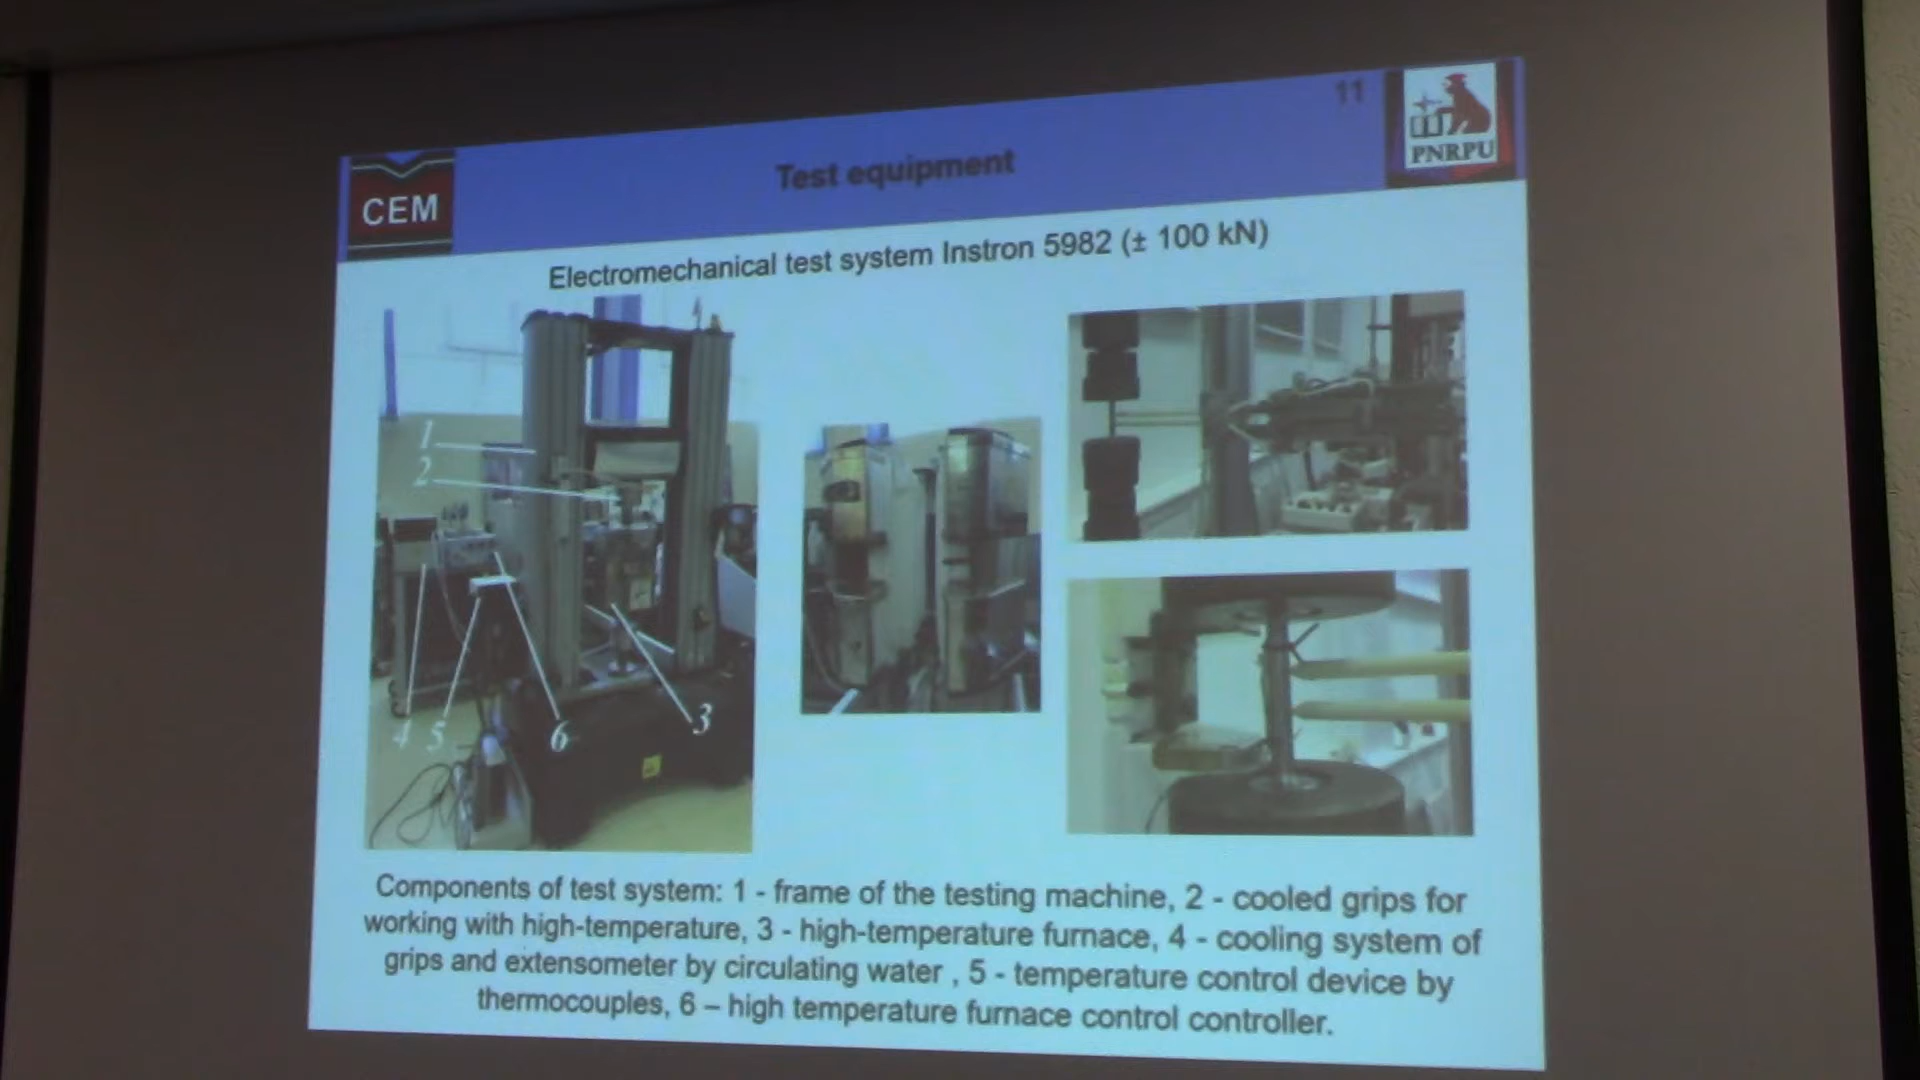 11
PNRPU
CEM
Test equipment
Electromechanical test system Instron 5982 (± 100 kN)
1
2
4
5
6
3
Components of test system: 1 - frame of the testing machine, 2 - cooled grips for
working with high-temperature, 3 - high-temperature furnace, 4 - cooling system of
grips and extensometer by circulating water , 5 - temperature control device by
thermocouples, 6 – high temperature furnace control controller.